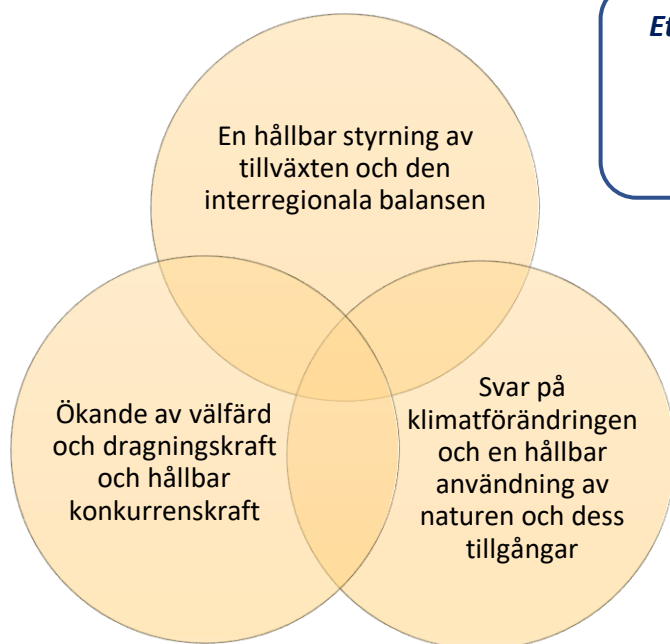 En hållbar styrning av
tillväxten och den
interregionala balansen
Ökande av välfärd
och dragningskraft
och hållbar
konkurrenskraft
Svar på
klimatförändringen
och en hållbar
användning av
naturen och dess
tillgångar